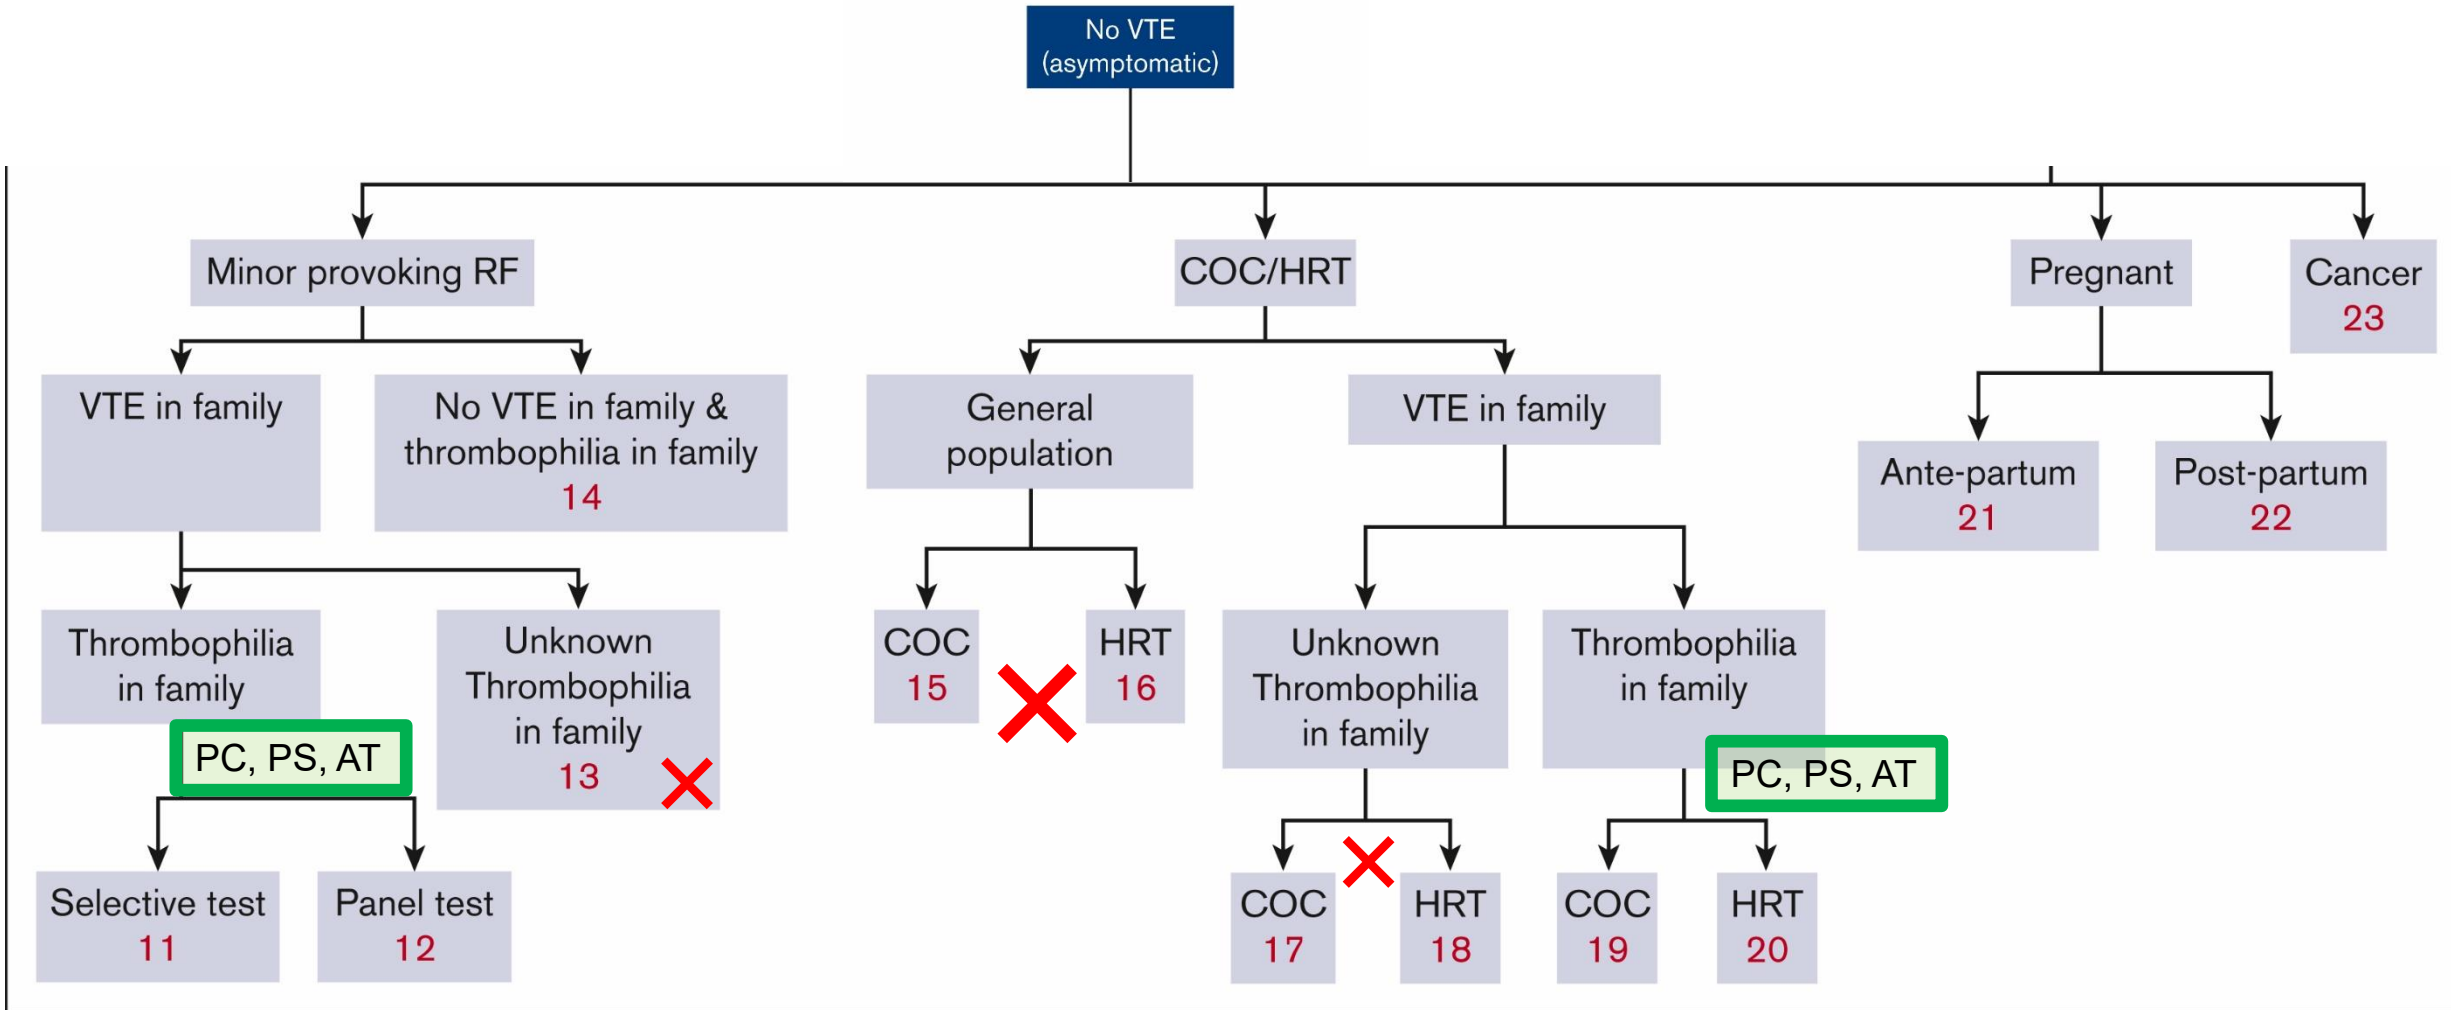 No VTE
(asymptomatic)
Minor provoking RF
COC/HRT
Pregnant
Cancer
23
VTE in family
No VTE in family &
thrombophilia in family
14
General
population
VTE in family
Ante-partum
21
Post-partum
22
Thrombophilia
in family
Unknown
Thrombophilia
in family
13
COC
15
HRT
16
Unknown
Thrombophilia
in family
Thrombophilia
in family
PC, PS, AT
PC, PS, AT
Selective test
11
Panel test
12
COC
17
HRT
18
COC
19
HRT
20